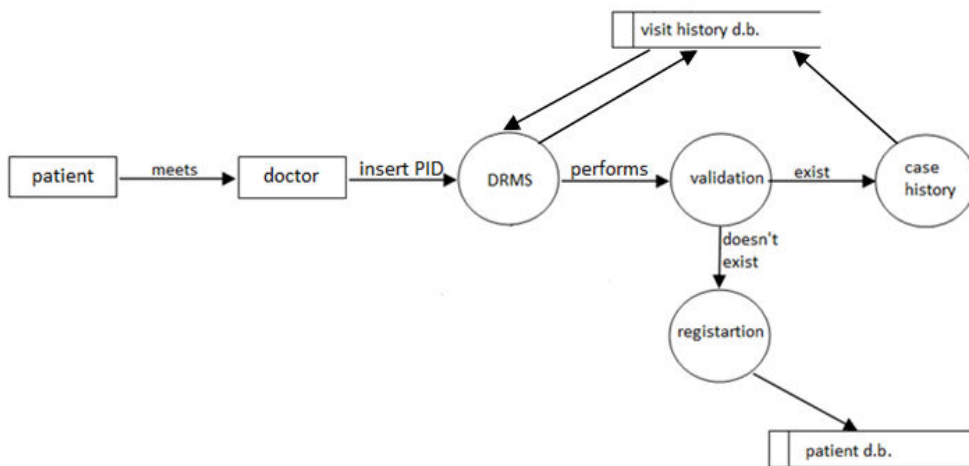 visit history d.b.
patient
meets
doctor
insert PID
DRMS
performs
validation
exist
case
history
doesn't
exist
registartion
patient d.b.